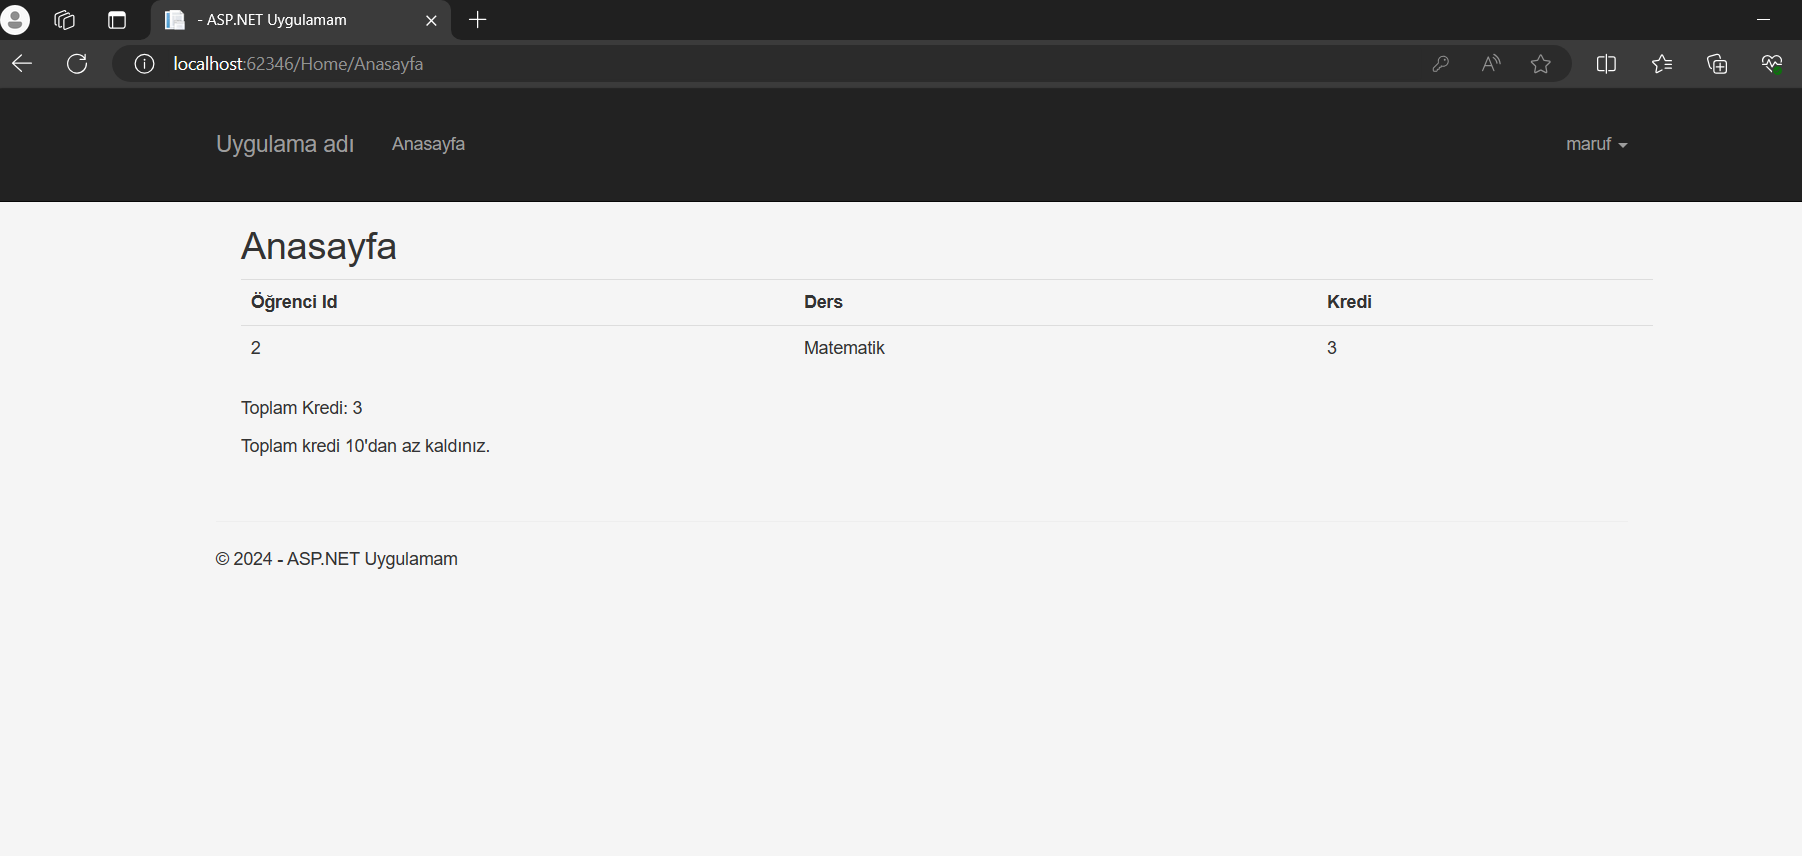 - ASP.NET Uygulamam
localhost:62346/Home/Anasayfa
Uygulama adı Anasayfa maruf
Anasayfa
Öğrenci Id Ders Kredi
2 Matematik 3
Toplam Kredi: 3
Toplam kredi 10'dan az kaldınız.
© 2024 - ASP.NET Uygulamam